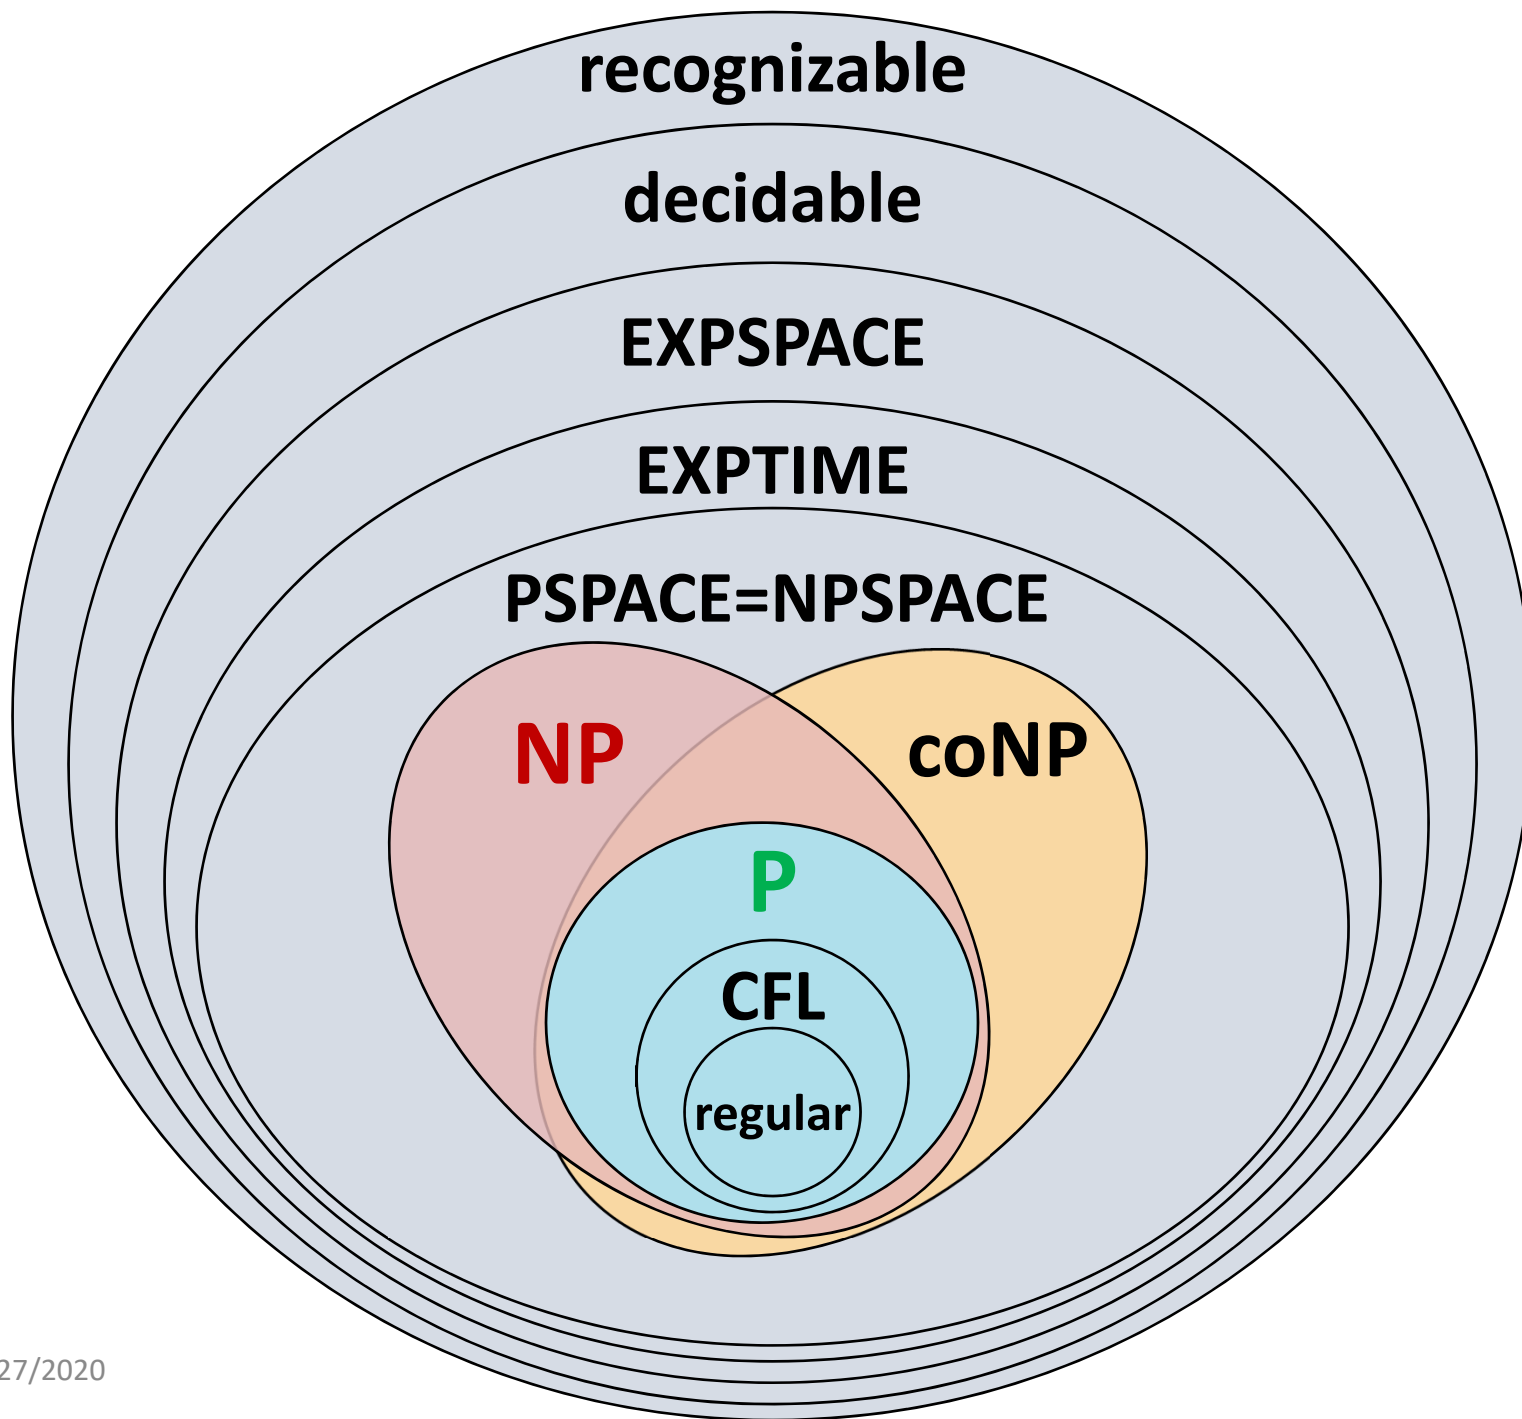 recognizable
decidable
EXPSPACE
EXPTIME
PSPACE=NPSPACE
NP
coNP
P
CFL
regular
27/2020